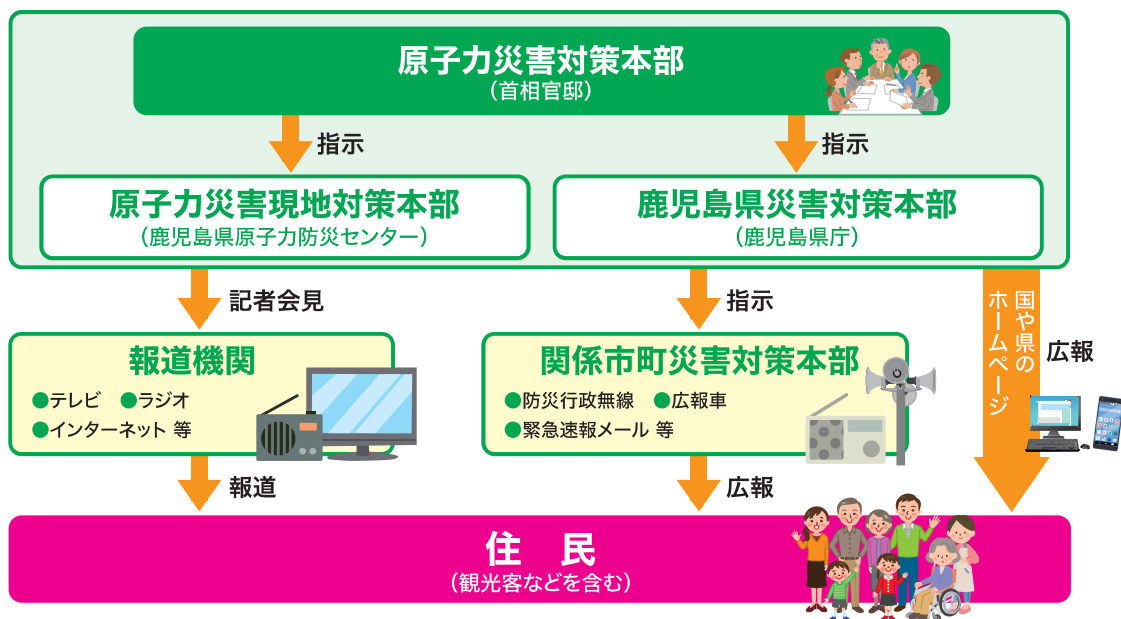 原子力災害対策本部
（首相官邸）
指示
指示
原子力災害現地対策本部
（鹿児島県原子力防災センター）
鹿児島県災害対策本部
（鹿児島県庁）
記者会見
指示
国や県の
ホームページ
広報
報道機関
●テレビ ●ラジオ
●インターネット 等
関係市町災害対策本部
●防災行政無線 ●広報車
●緊急速報メール 等
報道
広報
住 民
（観光客などを含む）